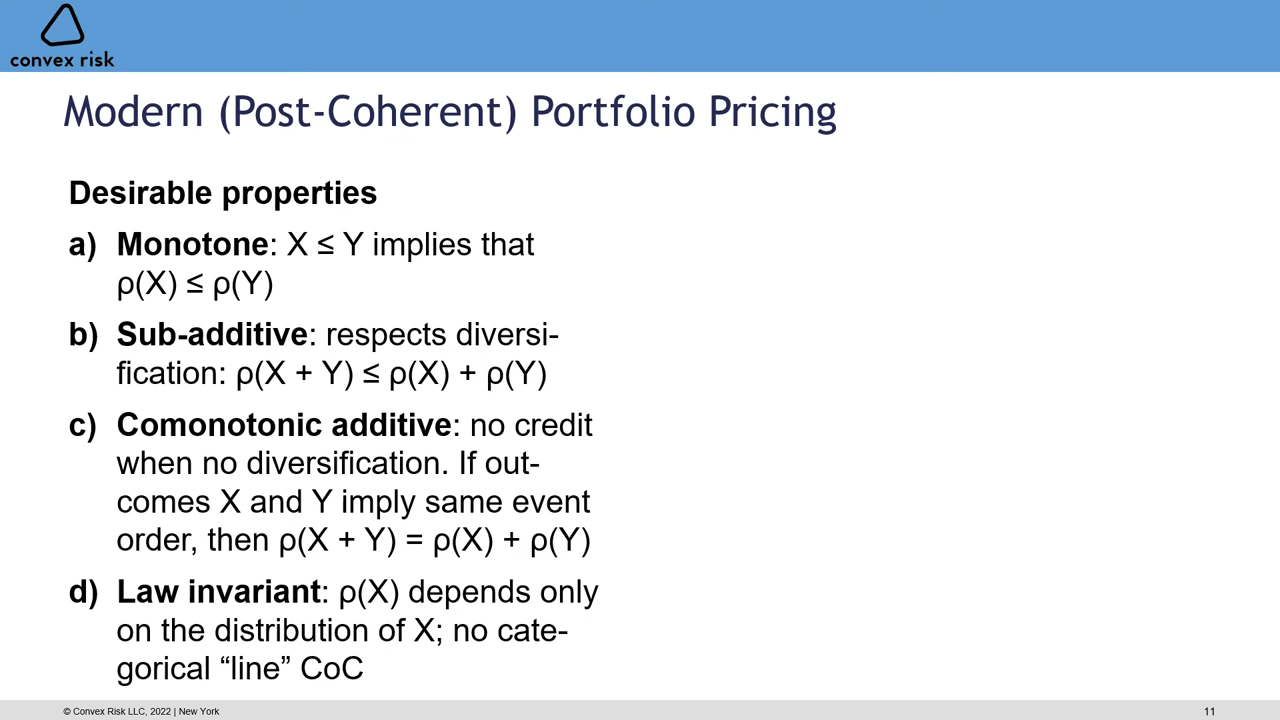 convex risk
Modern (Post-Coherent) Portfolio Pricing
Desirable properties
a) Monotone: X ≤ Y implies that
ρ(X) ≤ ρ(Y)
b) Sub-additive: respects diversi-
fication: ρ(X + Y) ≤ ρ(X) + ρ(Y)
c) Comonotonic additive: no credit
when no diversification. If out-
comes X and Y imply same event
order, then ρ(X + Y) = ρ(X) + ρ(Y)
d) Law invariant: ρ(X) depends only
on the distribution of X; no cate-
gorical “line” CoC
© Convex Risk LLC, 2022 | New York
11